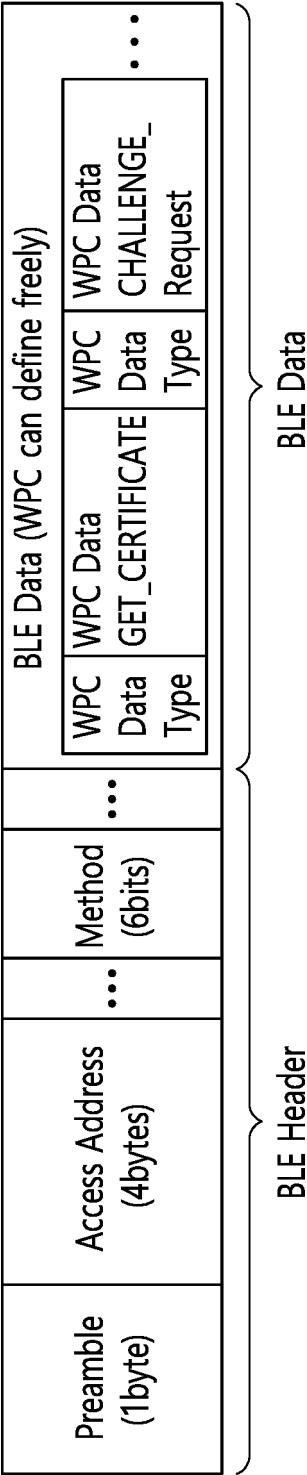 Preamble
(1byte)
Access Address
(4bytes)
•••
Method
(6bits)
•••
BLE Data (WPC can define freely)
WPC
Data
Type
WPC Data
GET_CERTIFICATE
WPC
Data
Type
WPC Data
CHALLENGE_
Request
•••
BLE Header
BLE Data